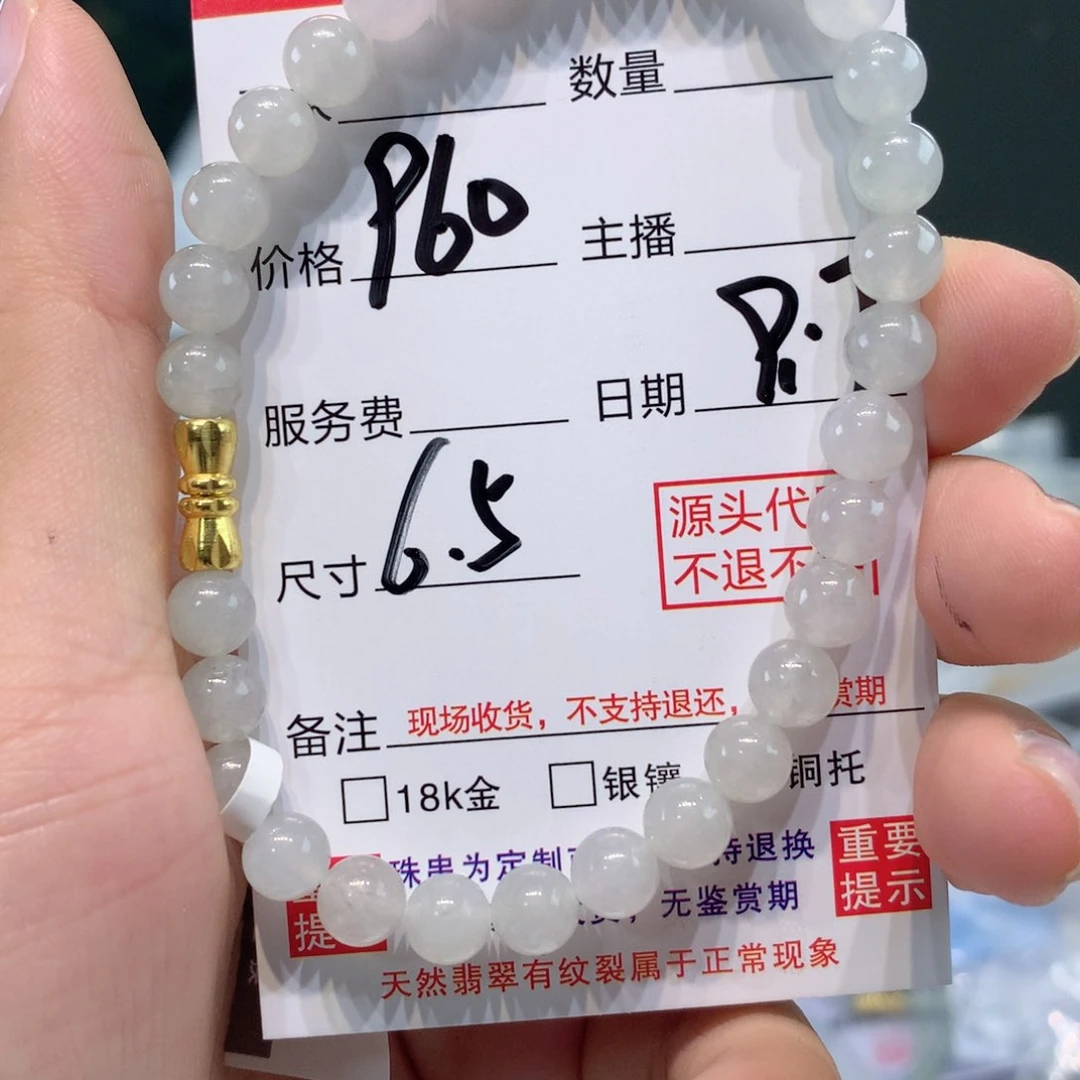 数量
价格 P60 主播
服务费 日期
尺寸 6.5
源头代
不退不
备注 现场收货，不支持退还，
赏期
18k金 银镶 铜托
珠串为定制 持退换
无鉴赏期
重要
提示
提
天然翡翠有纹裂属于正常现象